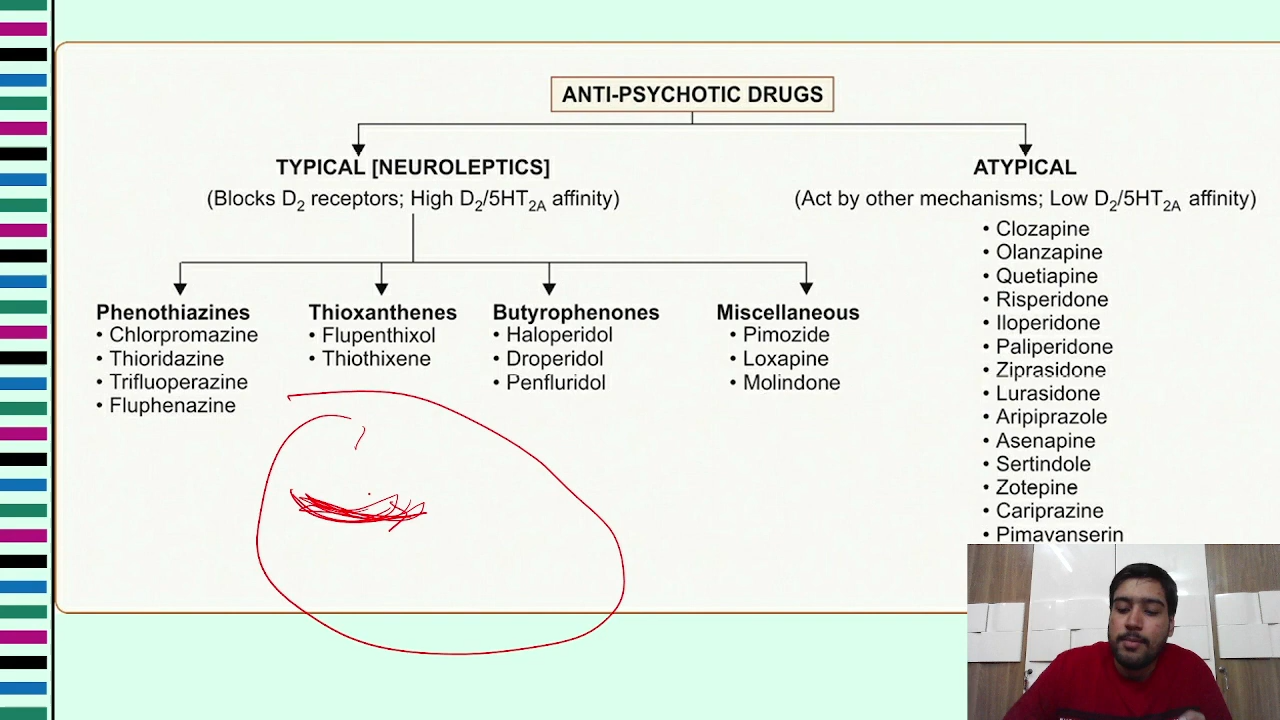 ANTI-PSYCHOTIC DRUGS
TYPICAL [NEUROLEPTICS]
(Blocks D2 receptors; High D2/5HT2A affinity)
Phenothiazines
• Chlorpromazine
• Thioridazine
• Trifluoperazine
• Fluphenazine
Thioxanthenes
• Flupenthixol
• Thiothixene
Butyrophenones
• Haloperidol
• Droperidol
• Penfluridol
Miscellaneous
• Pimozide
• Loxapine
• Molindone
ATYPICAL
(Act by other mechanisms; Low D2/5HT2A affinity)
• Clozapine
• Olanzapine
• Quetiapine
• Risperidone
• Iloperidone
• Paliperidone
• Ziprasidone
• Lurasidone
• Aripiprazole
• Asenapine
• Sertindole
• Zotepine
• Cariprazine
• Pimavanserin